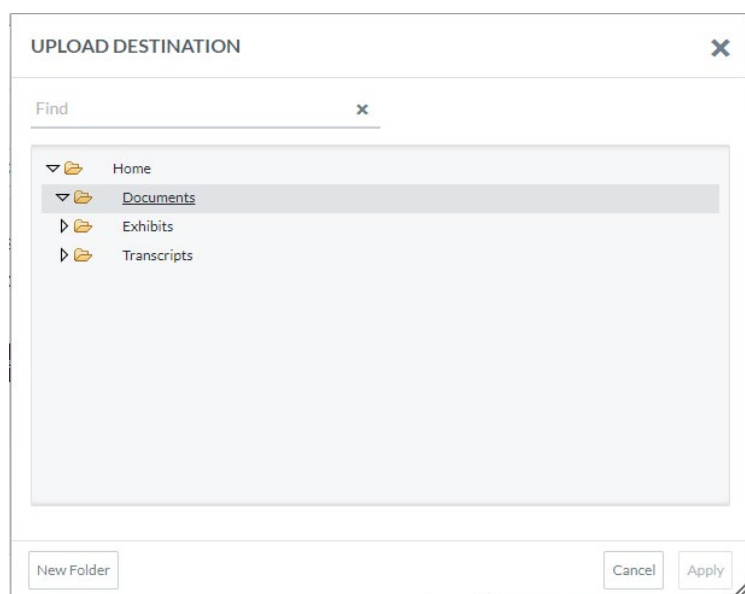 UPLOAD DESTINATION
Find
Home
Documents
Exhibits
Transcripts
New Folder
Cancel
Apply